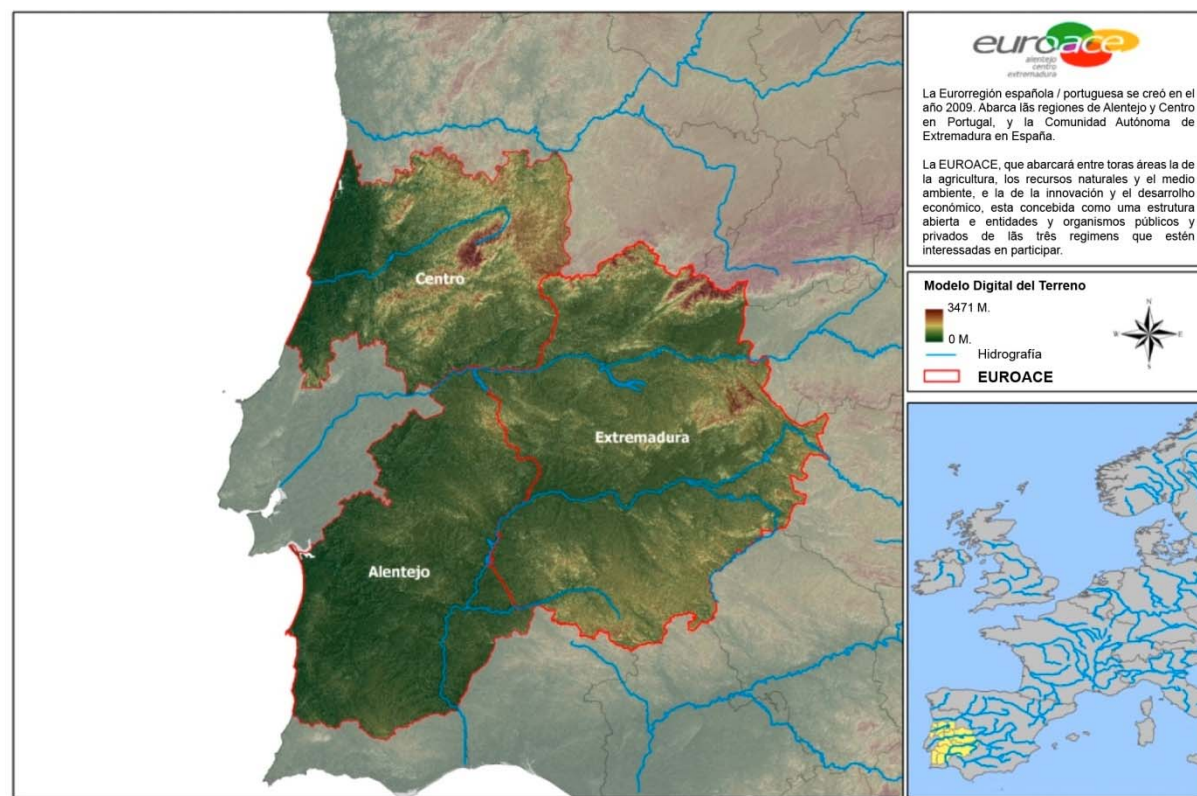 euroace
alentejo
centro
extremadura
La Eurorregión española / portuguesa se creó en el
año 2009. Abarca lãs regiones de Alentejo y Centro
en Portugal, y la Comunidad Autónoma de
Extremadura en España.
La EUROACE, que abarcará entre toras áreas la de
la agricultura, los recursos naturales y el medio
ambiente, e la de la innovación y el desarrolho
económico, esta concebida como uma estrutura
abierta e entidades y organismos públicos y
privados de lãs três regimens que estén
interessadas en participar.
Modelo Digital del Terreno
3471 M.
0 M.
Hidrografía
EUROACE
N
W
E
S
Centro
Extremadura
Alentejo